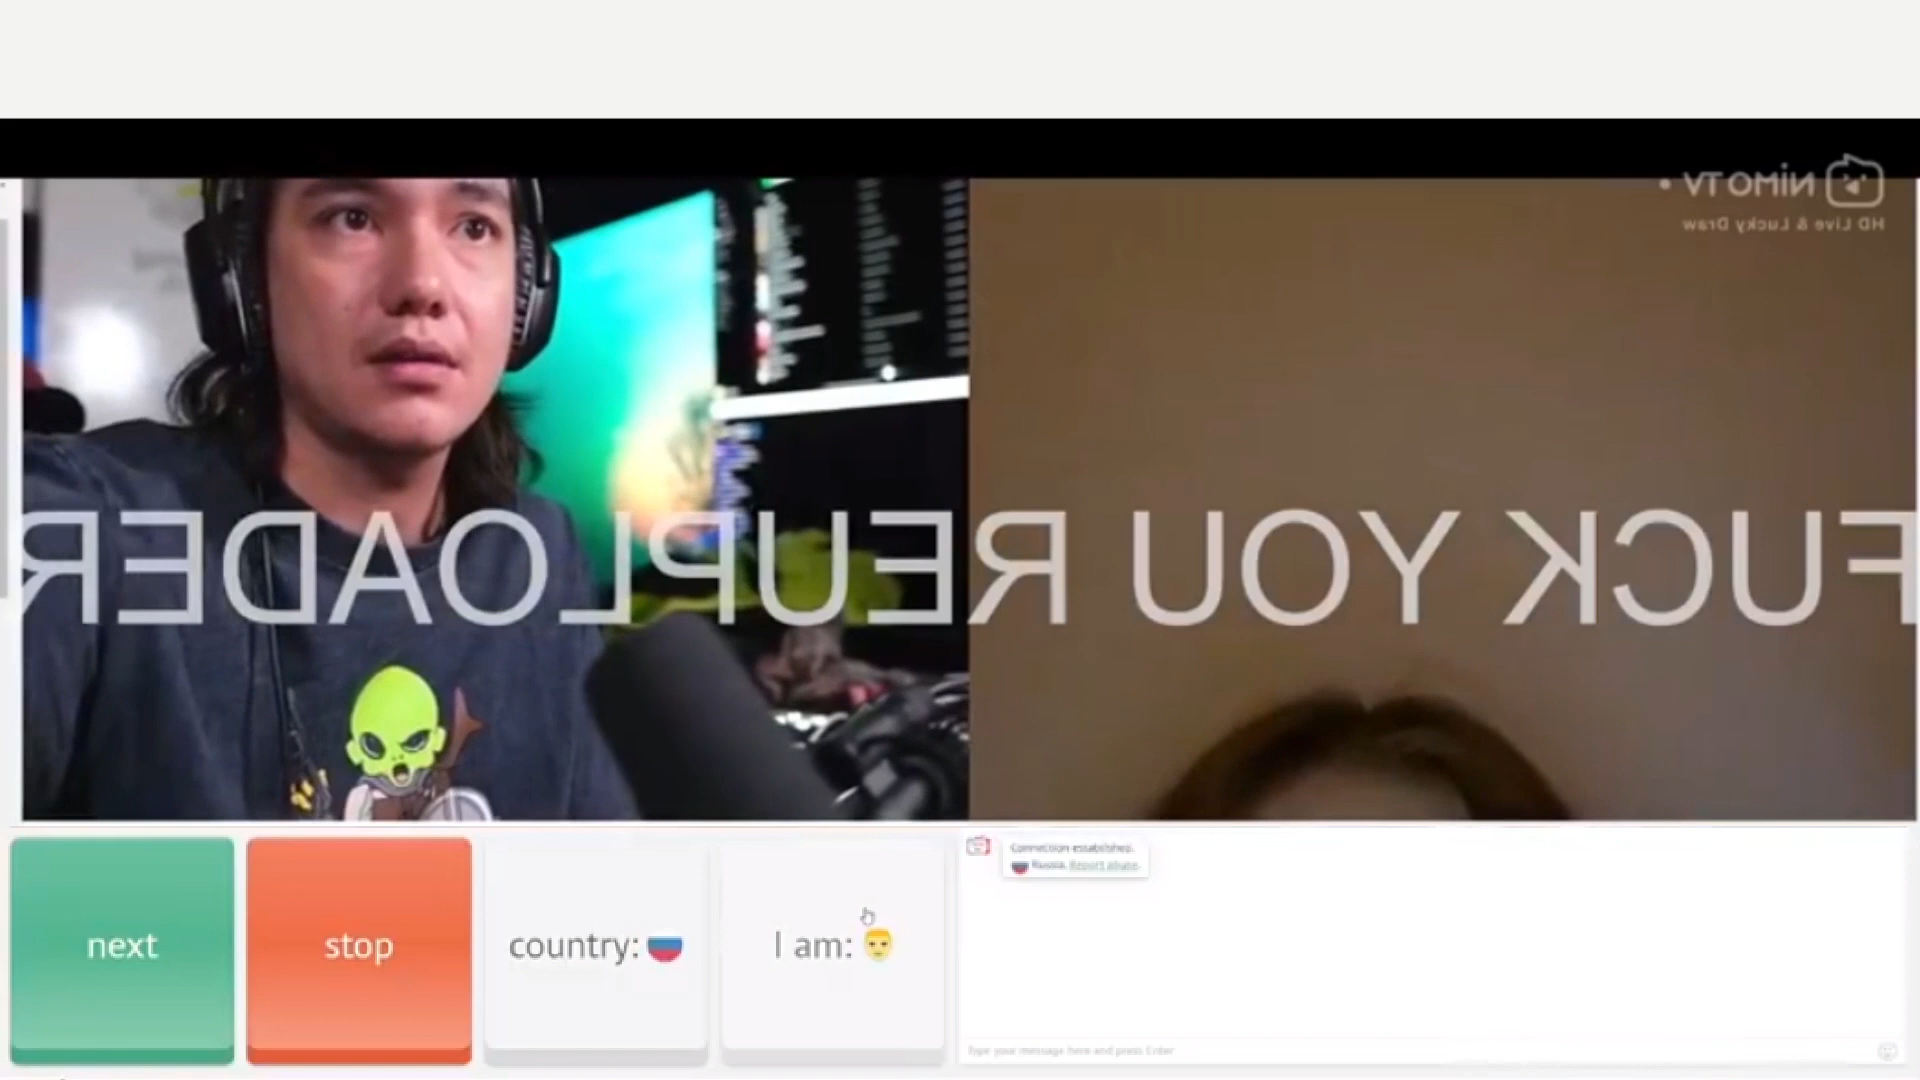 NIMO TV
HD Live & Lucky Draw
FUCK YOU REUPLOADER
Connection established.
Russia. Report abuse.
next
stop
country:
I am:
Type your message here and press Enter